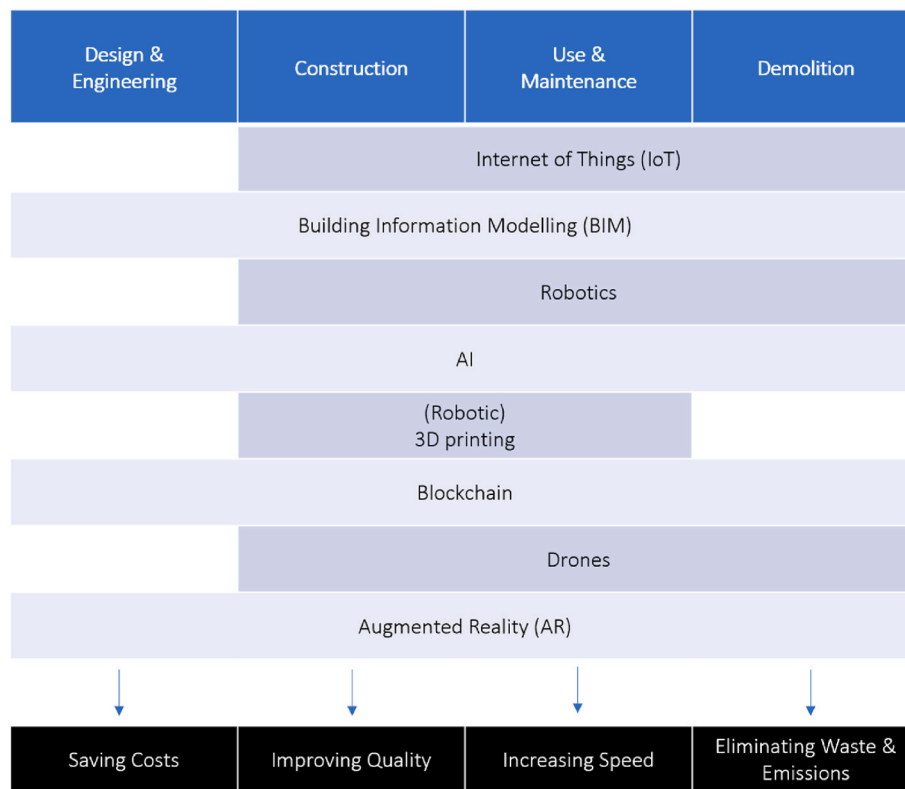 Design &
Engineering
Construction
Use &
Maintenance
Demolition
Internet of Things (IoT)
Building Information Modelling (BIM)
Robotics
AI
(Robotic)
3D printing
Blockchain
Drones
Augmented Reality (AR)
Saving Costs
Improving Quality
Increasing Speed
Eliminating Waste &
Emissions